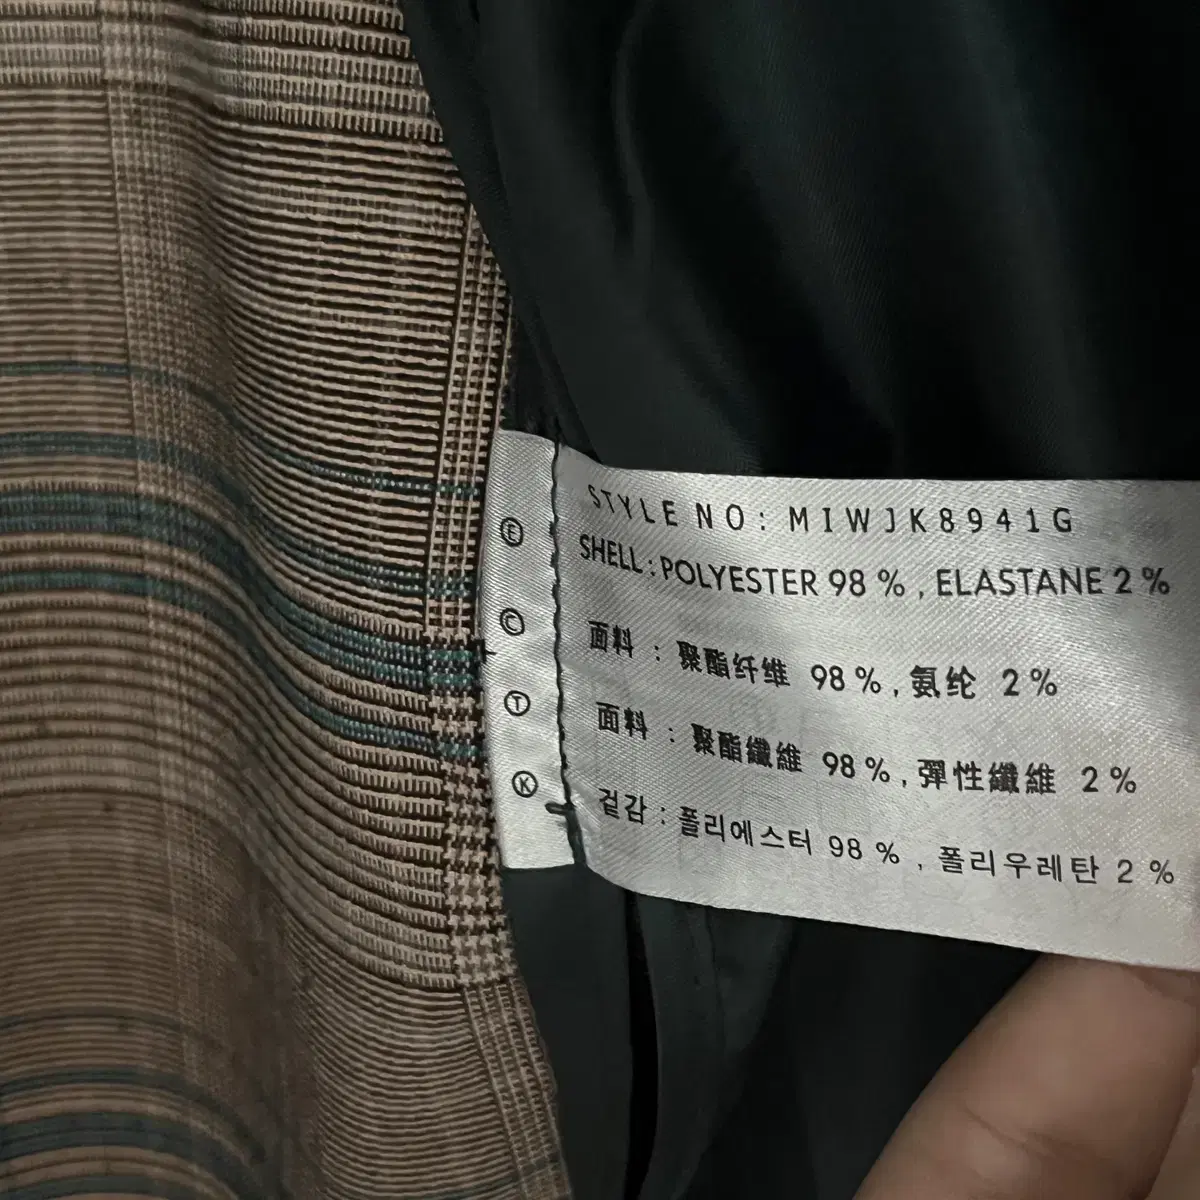 STYLE NO: MIWJK8941G
SHELL:POLYESTER 98%, ELASTANE 2%
面料 : 聚酯纤维 98%, 氨纶 2%
面料 : 聚酯纖維 98%, 彈性纖維 2%
겉감 : 폴리에스터 98%, 폴리우레탄 2%
E
C
T
K